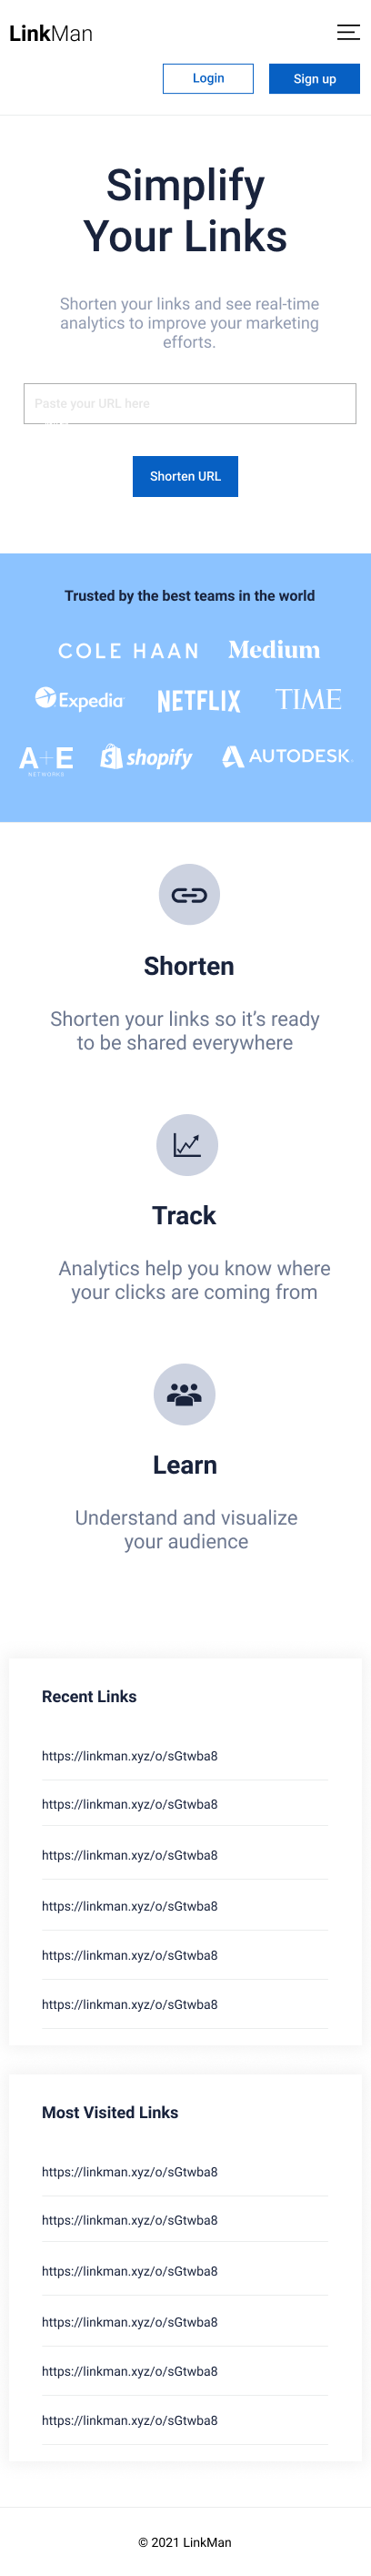 LinkMan
Login
Sign up
Simplify
Your Links
Shorten your links and see real-time
analytics to improve your marketing
efforts.
Paste your URL here
Shorten URL
Trusted by the best teams in the world
COLE HAAN
Medium
Expedia
NETFLIX
TIME
A+E
NETWORKS
shopify
AUTODESK.
Shorten
Shorten your links so it’s ready
to be shared everywhere
Track
Analytics help you know where
your clicks are coming from
Learn
Understand and visualize
your audience
Recent Links
https://linkman.xyz/o/sGtwba8
https://linkman.xyz/o/sGtwba8
https://linkman.xyz/o/sGtwba8
https://linkman.xyz/o/sGtwba8
https://linkman.xyz/o/sGtwba8
https://linkman.xyz/o/sGtwba8
Most Visited Links
https://linkman.xyz/o/sGtwba8
https://linkman.xyz/o/sGtwba8
https://linkman.xyz/o/sGtwba8
https://linkman.xyz/o/sGtwba8
https://linkman.xyz/o/sGtwba8
https://linkman.xyz/o/sGtwba8
© 2021 LinkMan